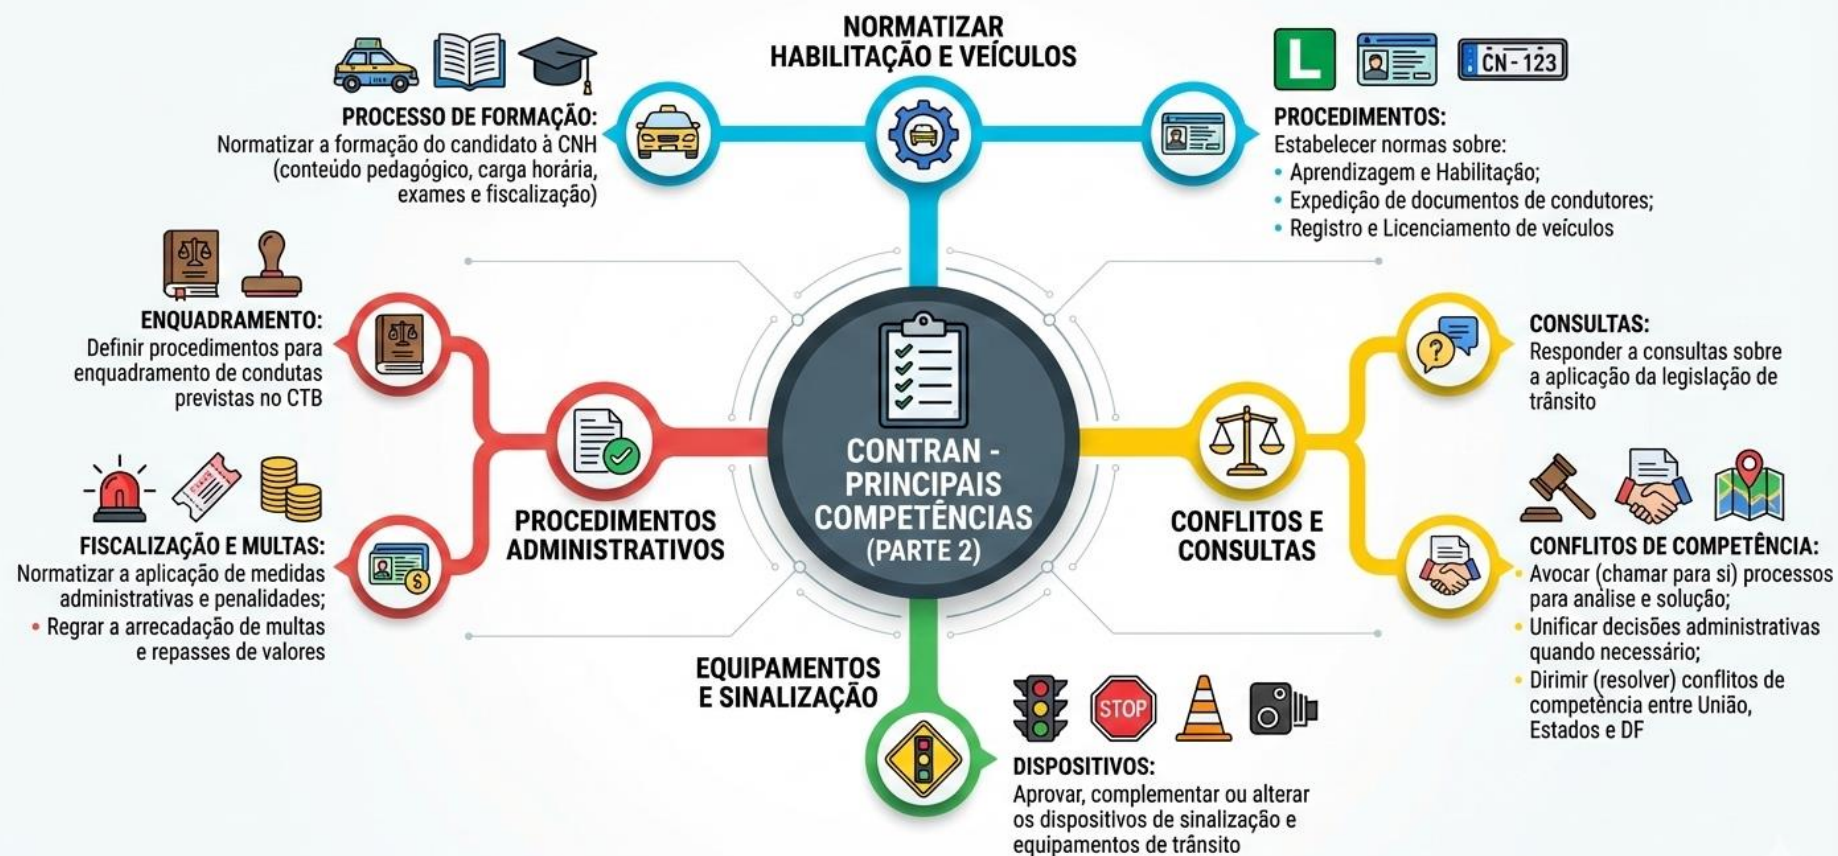 NORMATIZAR
HABILITAÇÃO E VEÍCULOS
PROCESSO DE FORMAÇÃO:
Normatizar a formação do candidato à CNH
(conteúdo pedagógico, carga horária,
exames e fiscalização)
L
CN - 123
PROCEDIMENTOS:
Estabelecer normas sobre:
• Aprendizagem e Habilitação;
• Expedição de documentos de condutores;
• Registro e Licenciamento de veículos
ENQUADRAMENTO:
Definir procedimentos para
enquadramento de condutas
previstas no CTB
FISCALIZAÇÃO E MULTAS:
Normatizar a aplicação de medidas
administrativas e penalidades;
• Regrar a arrecadação de multas
e repasses de valores
$
PROCEDIMENTOS
ADMINISTRATIVOS
CONTRAN -
PRINCIPAIS
COMPETÊNCIAS
(PARTE 2)
CONFLITOS E
CONSULTAS
?
CONSULTAS:
Responder a consultas sobre
a aplicação da legislação de
trânsito
CONFLITOS DE COMPETÊNCIA:
• Avocar (chamar para si) processos
para análise e solução;
• Unificar decisões administrativas
quando necessário;
• Dirimir (resolver) conflitos de
competência entre União,
Estados e DF
EQUIPAMENTOS
E SINALIZAÇÃO
STOP
DISPOSITIVOS:
Aprovar, complementar ou alterar
os dispositivos de sinalização e
equipamentos de trânsito